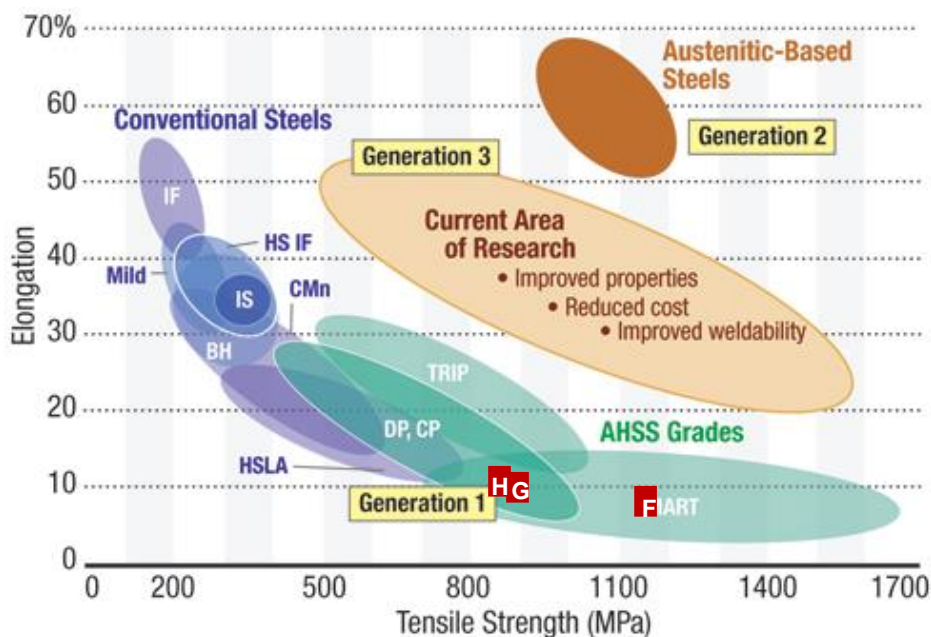 70%
60
50
40
30
20
10
0
Elongation
Conventional Steels
Austenitic-Based
Steels
Generation 2
Generation 3
Current Area
of Research
• Improved properties
• Reduced cost
• Improved weldability
IF
HS IF
Mild
IS
CMn
BH
TRIP
DP, CP
AHSS Grades
HSLA
Generation 1
H
G
F
ART
0 200 500 800 1100 1400 1700
Tensile Strength (MPa)